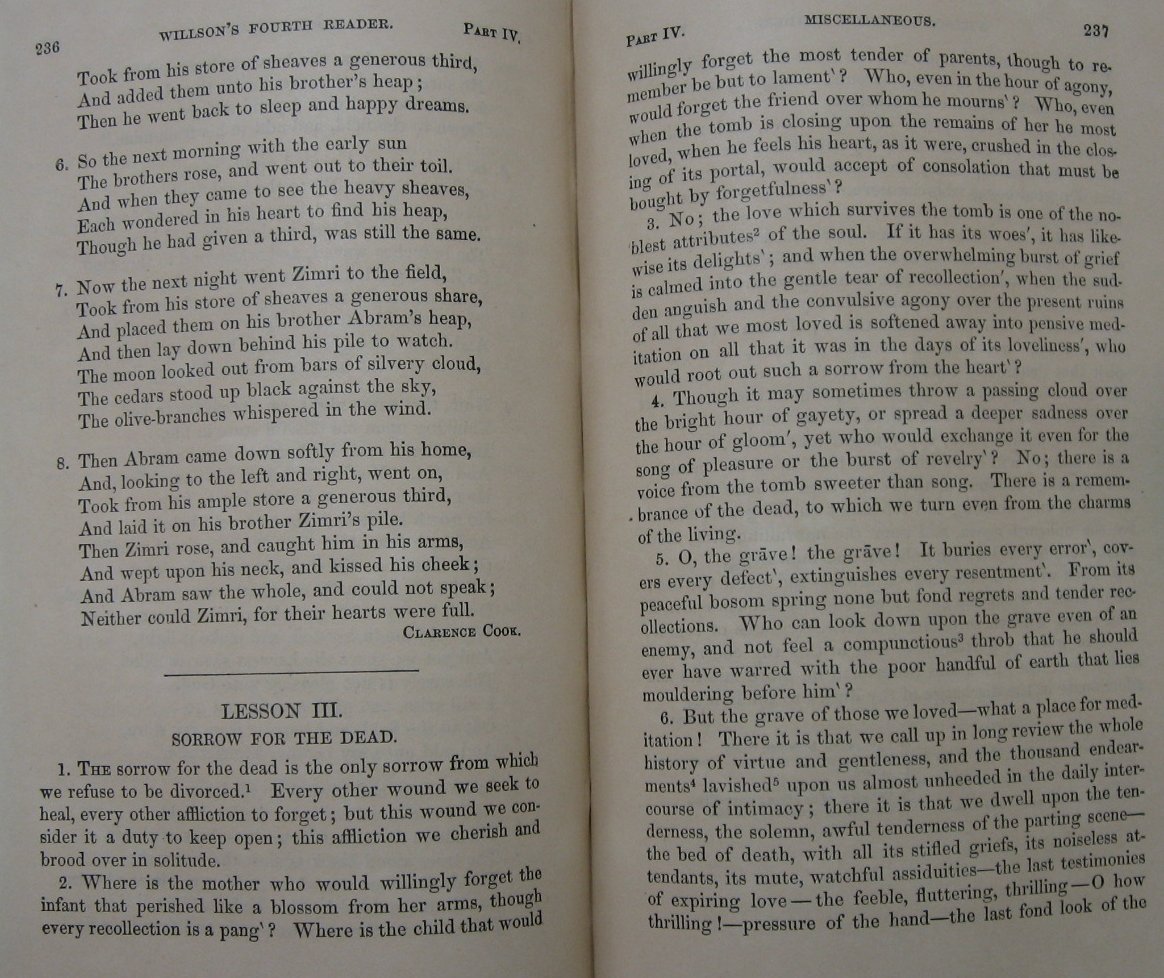 236
WILLSON'S FOURTH READER.
PART IV.
Took from his store of sheaves a generous third,
And added them unto his brother's heap;
Then he went back to sleep and happy dreams.
6. So the next morning with the early sun
The brothers rose, and went out to their toil.
And when they came to see the heavy sheaves,
Each wondered in his heart to find his heap,
Though he had given a third, was still the same.
7. Now the next night went Zimri to the field,
Took from his store of sheaves a generous share,
And placed them on his brother Abram's heap,
And then lay down behind his pile to watch.
The moon looked out from bars of silvery cloud,
The cedars stood up black against the sky,
The olive-branches whispered in the wind.
8. Then Abram came down softly from his home,
And, looking to the left and right, went on,
Took from his ample store a generous third,
And laid it on his brother Zimri's pile.
Then Zimri rose, and caught him in his arms,
And wept upon his neck, and kissed his cheek;
And Abram saw the whole, and could not speak;
Neither could Zimri, for their hearts were full.
CLARENCE COOK.
LESSON III.
SORROW FOR THE DEAD.
1. THE sorrow for the dead is the only sorrow from which
we refuse to be divorced.¹ Every other wound we seek to
heal, every other affliction to forget; but this wound we con-
sider it a duty to keep open; this affliction we cherish and
brood over in solitude.
2. Where is the mother who would willingly forget the
infant that perished like a blossom from her arms, though
every recollection is a pangˋ? Where is the child that would
PART IV.
MISCELLANEOUS.
237
willingly forget the most tender of parents, though to re-
member be but to lamentˋ? Who, even in the hour of agony,
would forget the friend over whom he mournsˋ? Who, even
when the tomb is closing upon the remains of her he most
loved, when he feels his heart, as it were, crushed in the clos-
ing of its portal, would accept of consolation that must be
bought by forgetfulnessˋ?
3. No; the love which survives the tomb is one of the no-
blest attributes² of the soul. If it has its woesˊ, it has like-
wise its delightsˋ; and when the overwhelming burst of grief
is calmed into the gentle tear of recollectionˊ, when the sud-
den anguish and the convulsive agony over the present ruins
of all that we most loved is softened away into pensive med-
itation on all that it was in the days of its lovelinessˊ, who
would root out such a sorrow from the heartˋ?
4. Though it may sometimes throw a passing cloud over
the bright hour of gayety, or spread a deeper sadness over
the hour of gloomˊ, yet who would exchange it even for the
song of pleasure or the burst of revelryˋ? No; there is a
voice from the tomb sweeter than song. There is a remem-
brance of the dead, to which we turn even from the charms
of the living.
5. O, the grāve! the grāve! It buries every errorˋ, cov-
ers every defectˋ, extinguishes every resentmentˋ. From its
peaceful bosom spring none but fond regrets and tender rec-
ollections. Who can look down upon the grave even of an
enemy, and not feel a compunctious³ throb that he should
ever have warred with the poor handful of earth that lies
mouldering before himˋ?
6. But the grave of those we loved—what a place for med-
itation! There it is that we call up in long review the whole
history of virtue and gentleness, and the thousand endear-
ments⁴ lavished⁵ upon us almost unheeded in the daily inter-
course of intimacy; there it is that we dwell upon the ten-
derness, the solemn, awful tenderness of the parting scene—
the bed of death, with all its stifled griefs, its noiseless at-
tendants, its mute, watchful assiduities—the last testimonies
of expiring love—the feeble, fluttering, thrilling—O how
thrilling!—pressure of the hand—the last fond look of the